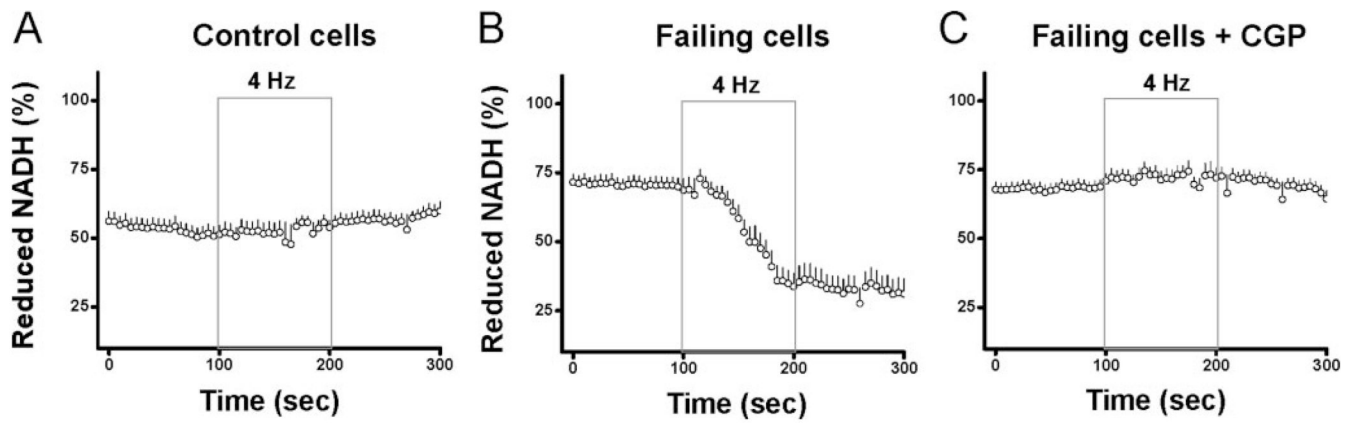 A
Control cells
4 Hz
Reduced NADH (%)
100
75
50
25
0
100
200
300
Time (sec)
B
Failing cells
4 Hz
Reduced NADH (%)
100
75
50
25
0
100
200
300
Time (sec)
C
Failing cells + CGP
4 Hz
Reduced NADH (%)
100
75
50
25
0
100
200
300
Time (sec)